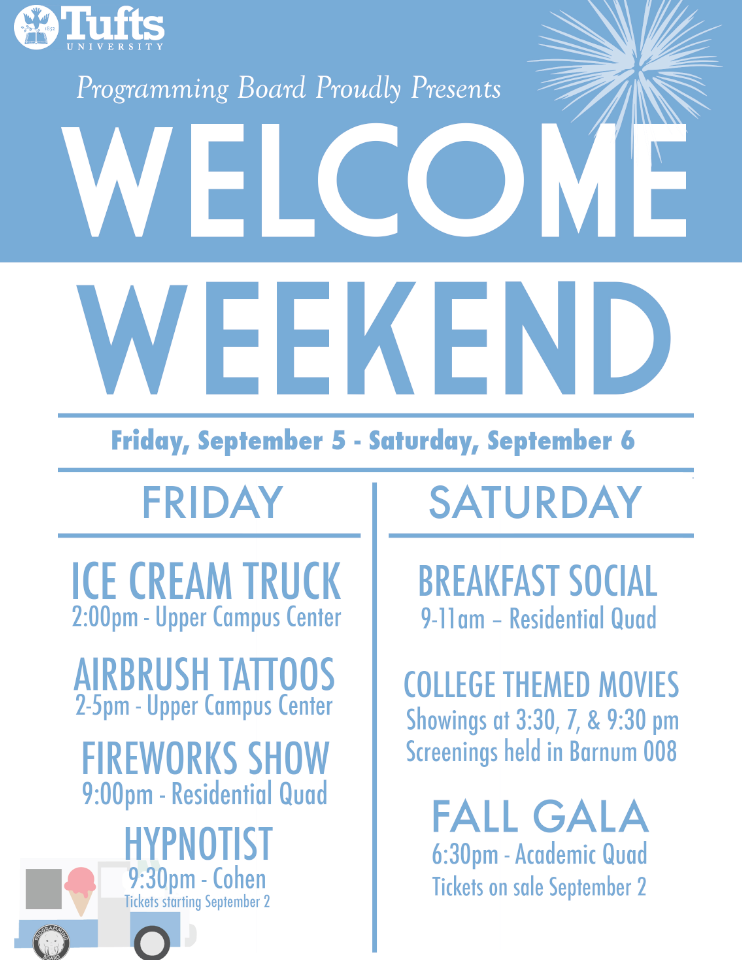 Tufts
UNIVERSITY
Programming Board Proudly Presents
WELCOME
WEEKEND
Friday, September 5 - Saturday, September 6
FRIDAY
ICE CREAM TRUCK
2:00pm - Upper Campus Center
AIRBRUSH TATTOOS
2-5pm - Upper Campus Center
FIREWORKS SHOW
9:00pm - Residential Quad
HYPNOTIST
9:30pm - Cohen
Tickets starting September 2
PROGRAMMING
BOARD
SATURDAY
BREAKFAST SOCIAL
9-11am – Residential Quad
COLLEGE THEMED MOVIES
Showings at 3:30, 7, & 9:30 pm
Screenings held in Barnum 008
FALL GALA
6:30pm - Academic Quad
Tickets on sale September 2